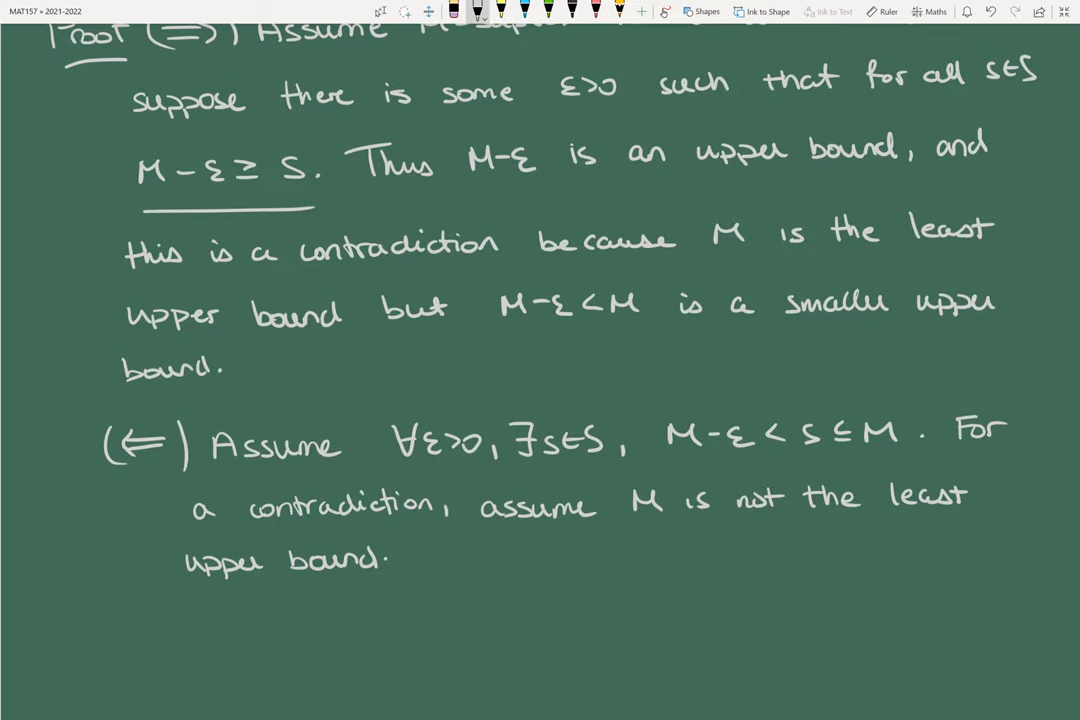 MAT157 » 2021-2022
Shapes Ink to Shape Ink to Text Ruler Maths
Proof (⇒) Assume M
suppose there is some ε>0 such that for all s∈S
M-ε ≥ s. Thus M-ε is an upper bound, and
this is a contradiction because M is the least
upper bound but M-ε<M is a smaller upper
bound.
(⇐) Assume ∀ε>0, ∃s∈S, M-ε < s ≤ M. For
a contradiction, assume M is not the least
upper bound.